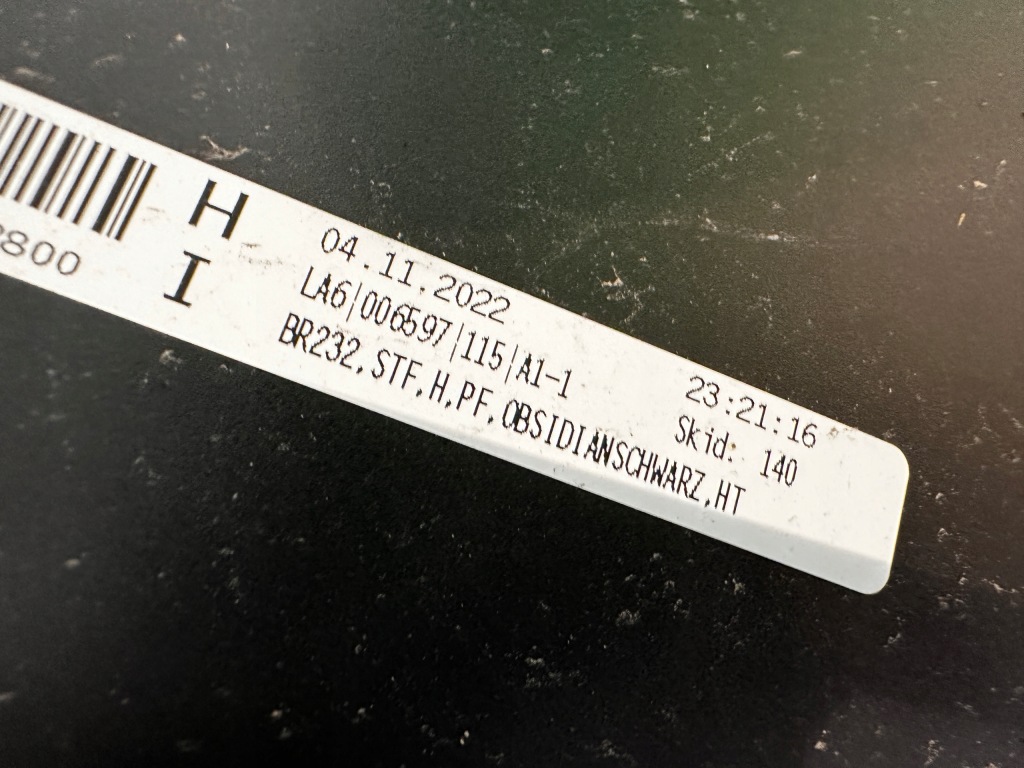 H
I
800
04.11.2022
23:21:16
LA6|006597|115|A1-1
Skid: 140
BR232,STF,H,PF,OBSIDIANSCHWARZ,HT